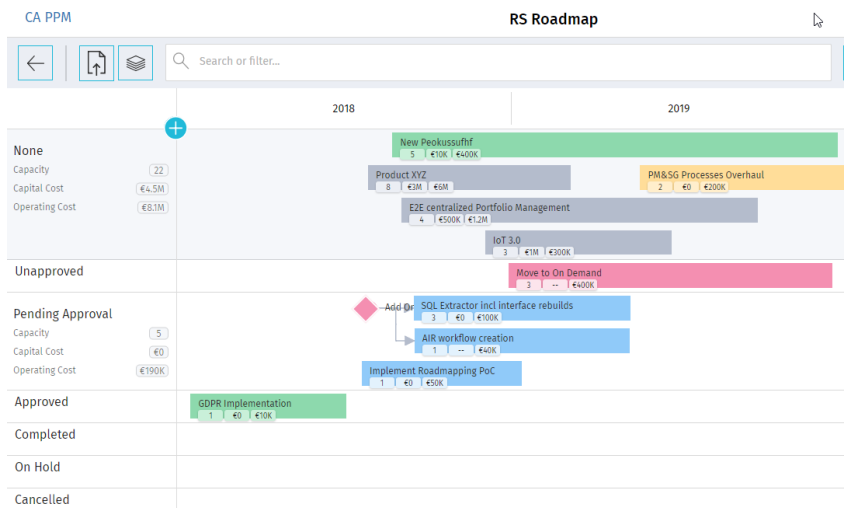 CA PPM
RS Roadmap
Search or filter...
2018 2019
None
Capacity 22
Capital Cost €4.5M
Operating Cost €8.1M
New Peokussufhf
5 €10K €400K
Product XYZ
8 €3M €6M
PM&SG Processes Overhaul
2 €0 €200K
E2E centralized Portfolio Management
4 €500K €1.2M
IoT 3.0
3 €1M €300K
Unapproved
Move to On Demand
3 -- €400K
Pending Approval
Capacity 5
Capital Cost €0
Operating Cost €190K
Add
SQL Extractor incl interface rebuilds
3 €0 €100K
AIR workflow creation
1 -- €40K
Implement Roadmapping PoC
1 €0 €50K
Approved
GDPR Implementation
1 €0 €10K
Completed
On Hold
Cancelled